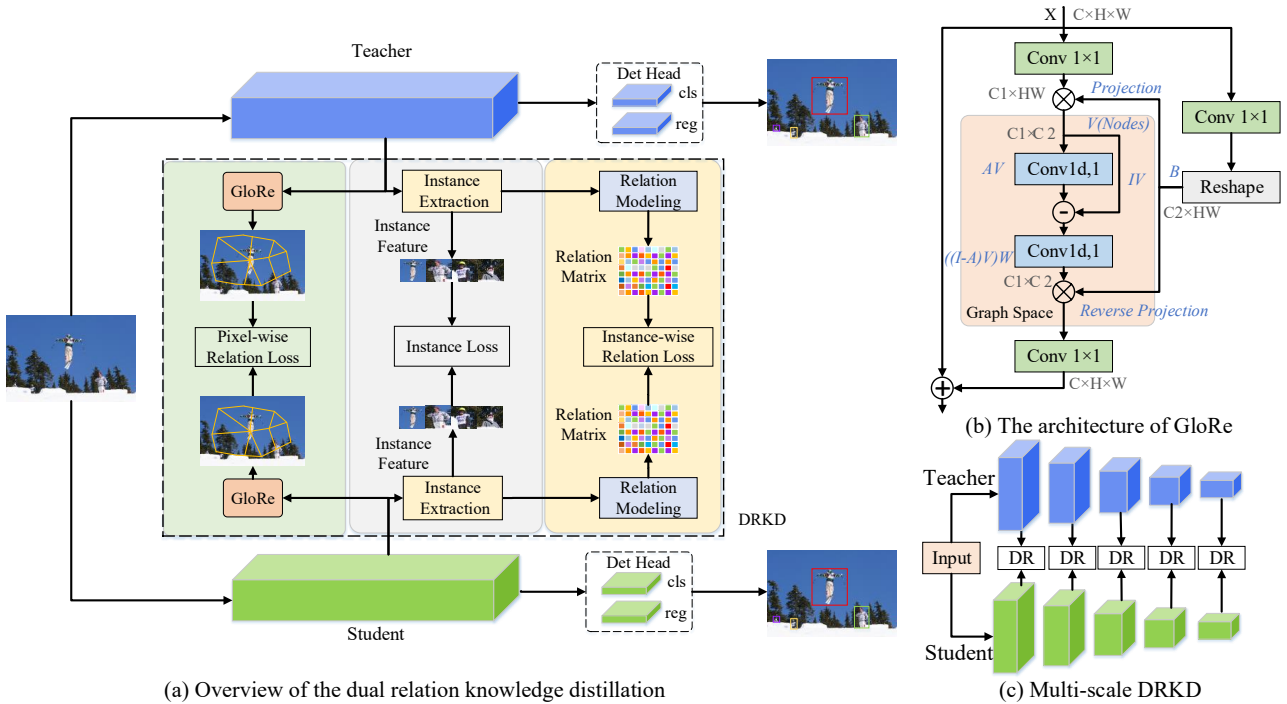 Teacher
Det Head
cls
reg
GloRe
Instance
Extraction
Relation
Modeling
Instance
Feature
Relation
Matrix
Pixel-wise
Relation Loss
Instance Loss
Instance-wise
Relation Loss
Instance
Feature
Relation
Matrix
GloRe
Instance
Extraction
Relation
Modeling
DRKD
Det Head
cls
reg
Student
(a) Overview of the dual relation knowledge distillation
X
C×H×W
Conv 1×1
C1×HW
Projection
Conv 1×1
V(Nodes)
C1×C 2
AV
Conv1d,1
IV
B
Reshape
C2×HW
-
((I-A)V)W
Conv1d,1
C1×C 2
Graph Space
Reverse Projection
Conv 1×1
C×H×W
(b) The architecture of GloRe
Teacher
Input
DR
DR
DR
DR
DR
Student
(c) Multi-scale DRKD